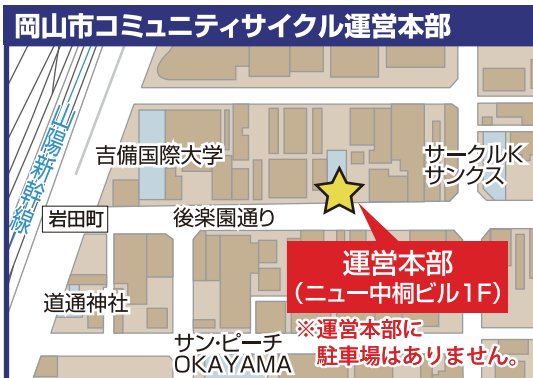 岡山市コミュニティサイクル運営本部
山陽新幹線
吉備国際大学
サークルK
サンクス
岩田町
後楽園通り
運営本部
(ニュー中桐ビル1F)
道通神社
※運営本部に
駐車場はありません。
サン・ピーチ
OKAYAMA